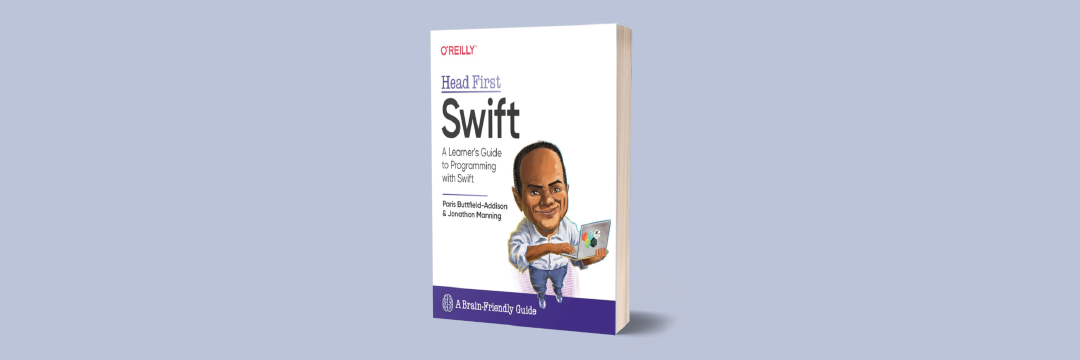 O'REILLY
Head First
Swift
A Learner's Guide
to Programming
with Swift
Paris Buttfield-Addison
& Jonathon Manning
A Brain-Friendly Guide